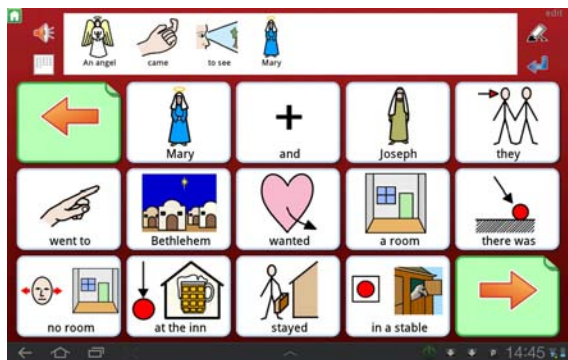 edit
An angel came to see Mary
Mary and Joseph they
went to Bethlehem wanted a room there was
no room at the inn stayed in a stable
14:45